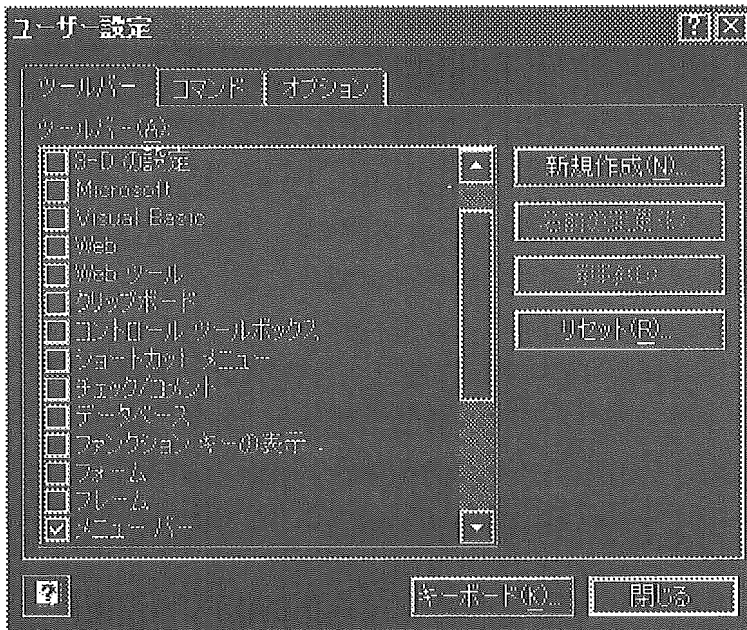 ユーザー設定
ツールバー コマンド オプション
ツールバー(A):
3-D の設定
Microsoft
Visual Basic
Web
Web ツール
クリップボード
コントロール ツールボックス
ショートカット メニュー
チェック/コメント
データベース
ファンクション キーの表示
フォーム
フレーム
メニュー バー
新規作成(N)...
リセット(R)...
キーボード(K)...
閉じる